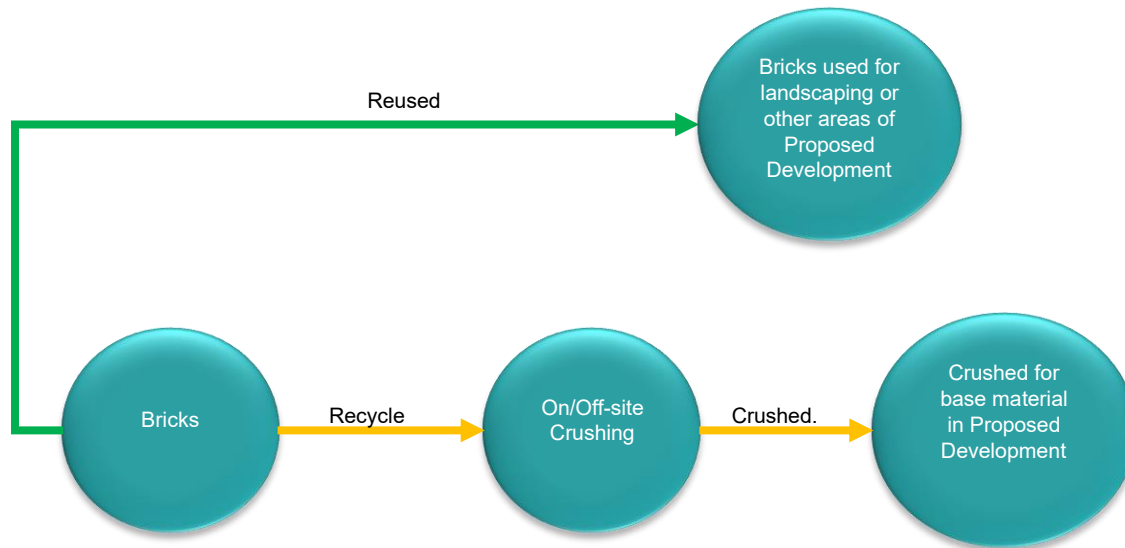 Reused
Bricks used for
landscaping or
other areas of
Proposed
Development
Bricks
Recycle
On/Off-site
Crushing
Crushed.
Crushed for
base material
in Proposed
Development